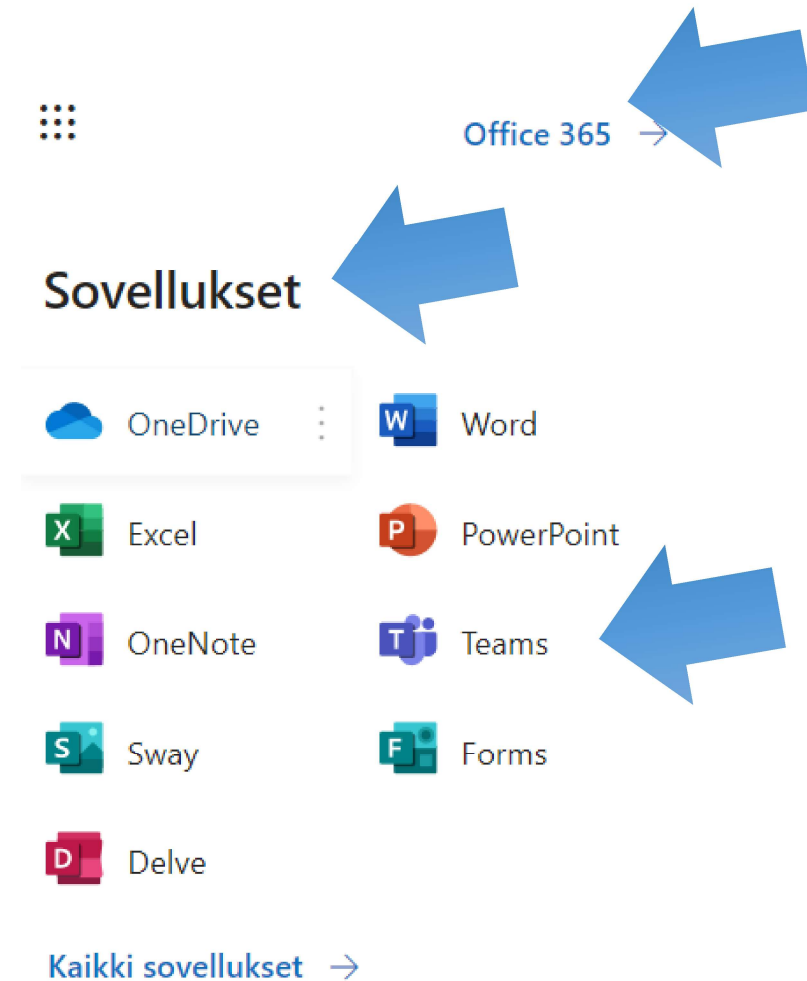 Office 365 →
Sovellukset
OneDrive
W Word
X Excel
P PowerPoint
N OneNote
T Teams
S Sway
F Forms
D Delve
Kaikki sovellukset →